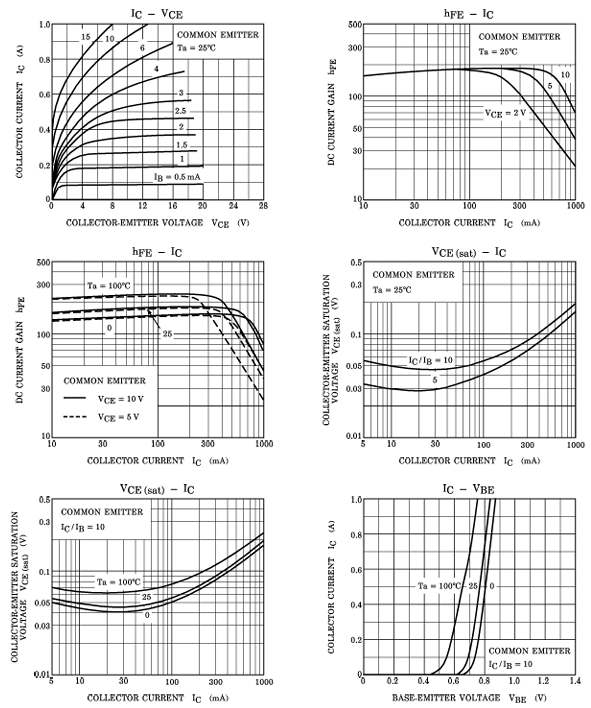 IC – VCE
COMMON EMITTER
Ta = 25℃
15
10
6
4
3
2.5
2
1.5
1
IB = 0.5 mA
COLLECTOR CURRENT IC (A)
1.0
0.8
0.6
0.4
0.2
0
0 4 8 12 16 20 24 28
COLLECTOR-EMITTER VOLTAGE VCE (V)
hFE – IC
COMMON EMITTER
Ta = 25℃
10
5
VCE = 2 V
DC CURRENT GAIN hFE
500
300
100
50
30
10
10 30 100 300 1000
COLLECTOR CURRENT IC (mA)
hFE – IC
Ta = 100℃
25
0
COMMON EMITTER
VCE = 10 V
VCE = 5 V
DC CURRENT GAIN hFE
500
300
100
50
30
10
10 30 100 300 1000
COLLECTOR CURRENT IC (mA)
VCE (sat) – IC
COMMON EMITTER
Ta = 25℃
IC/IB = 10
5
COLLECTOR-EMITTER SATURATION
VOLTAGE VCE (sat) (V)
0.5
0.3
0.1
0.05
0.03
0.01
5 10 30 100 300 1000
COLLECTOR CURRENT IC (mA)
VCE (sat) – IC
COMMON EMITTER
IC/IB = 10
Ta = 100℃
25
0
COLLECTOR-EMITTER SATURATION
VOLTAGE VCE (sat) (V)
0.5
0.3
0.1
0.05
0.03
0.01
5 10 30 100 300 1000
COLLECTOR CURRENT IC (mA)
IC – VBE
Ta = 100℃ 25 0
COMMON EMITTER
IC/IB = 10
COLLECTOR CURRENT IC (A)
1.0
0.8
0.6
0.4
0.2
0
0 0.2 0.4 0.6 0.8 1.0 1.2 1.4
BASE-EMITTER VOLTAGE VBE (V)